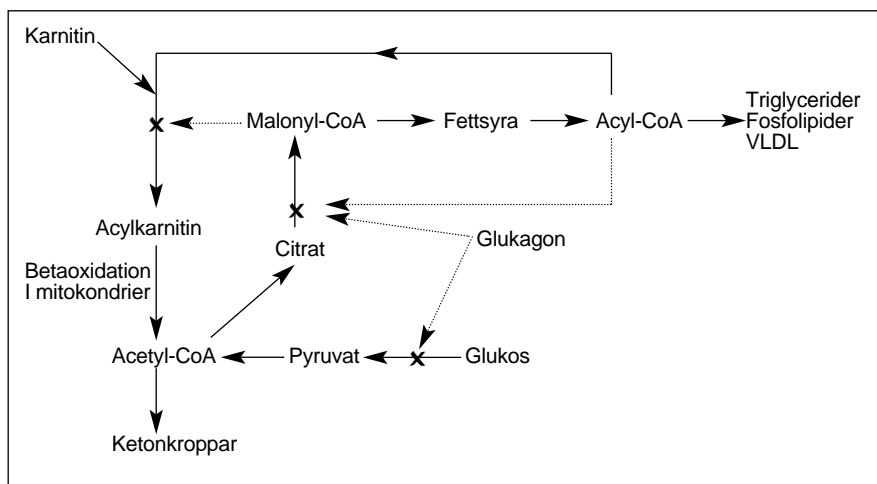 Karnitin
Malonyl-CoA
Fettsyra
Acyl-CoA
Triglycerider
Fosfolipider
VLDL
Acylkarnitin
Citrat
Glukagon
Betaoxidation
I mitokondrier
Acetyl-CoA
Pyruvat
Glukos
Ketonkroppar